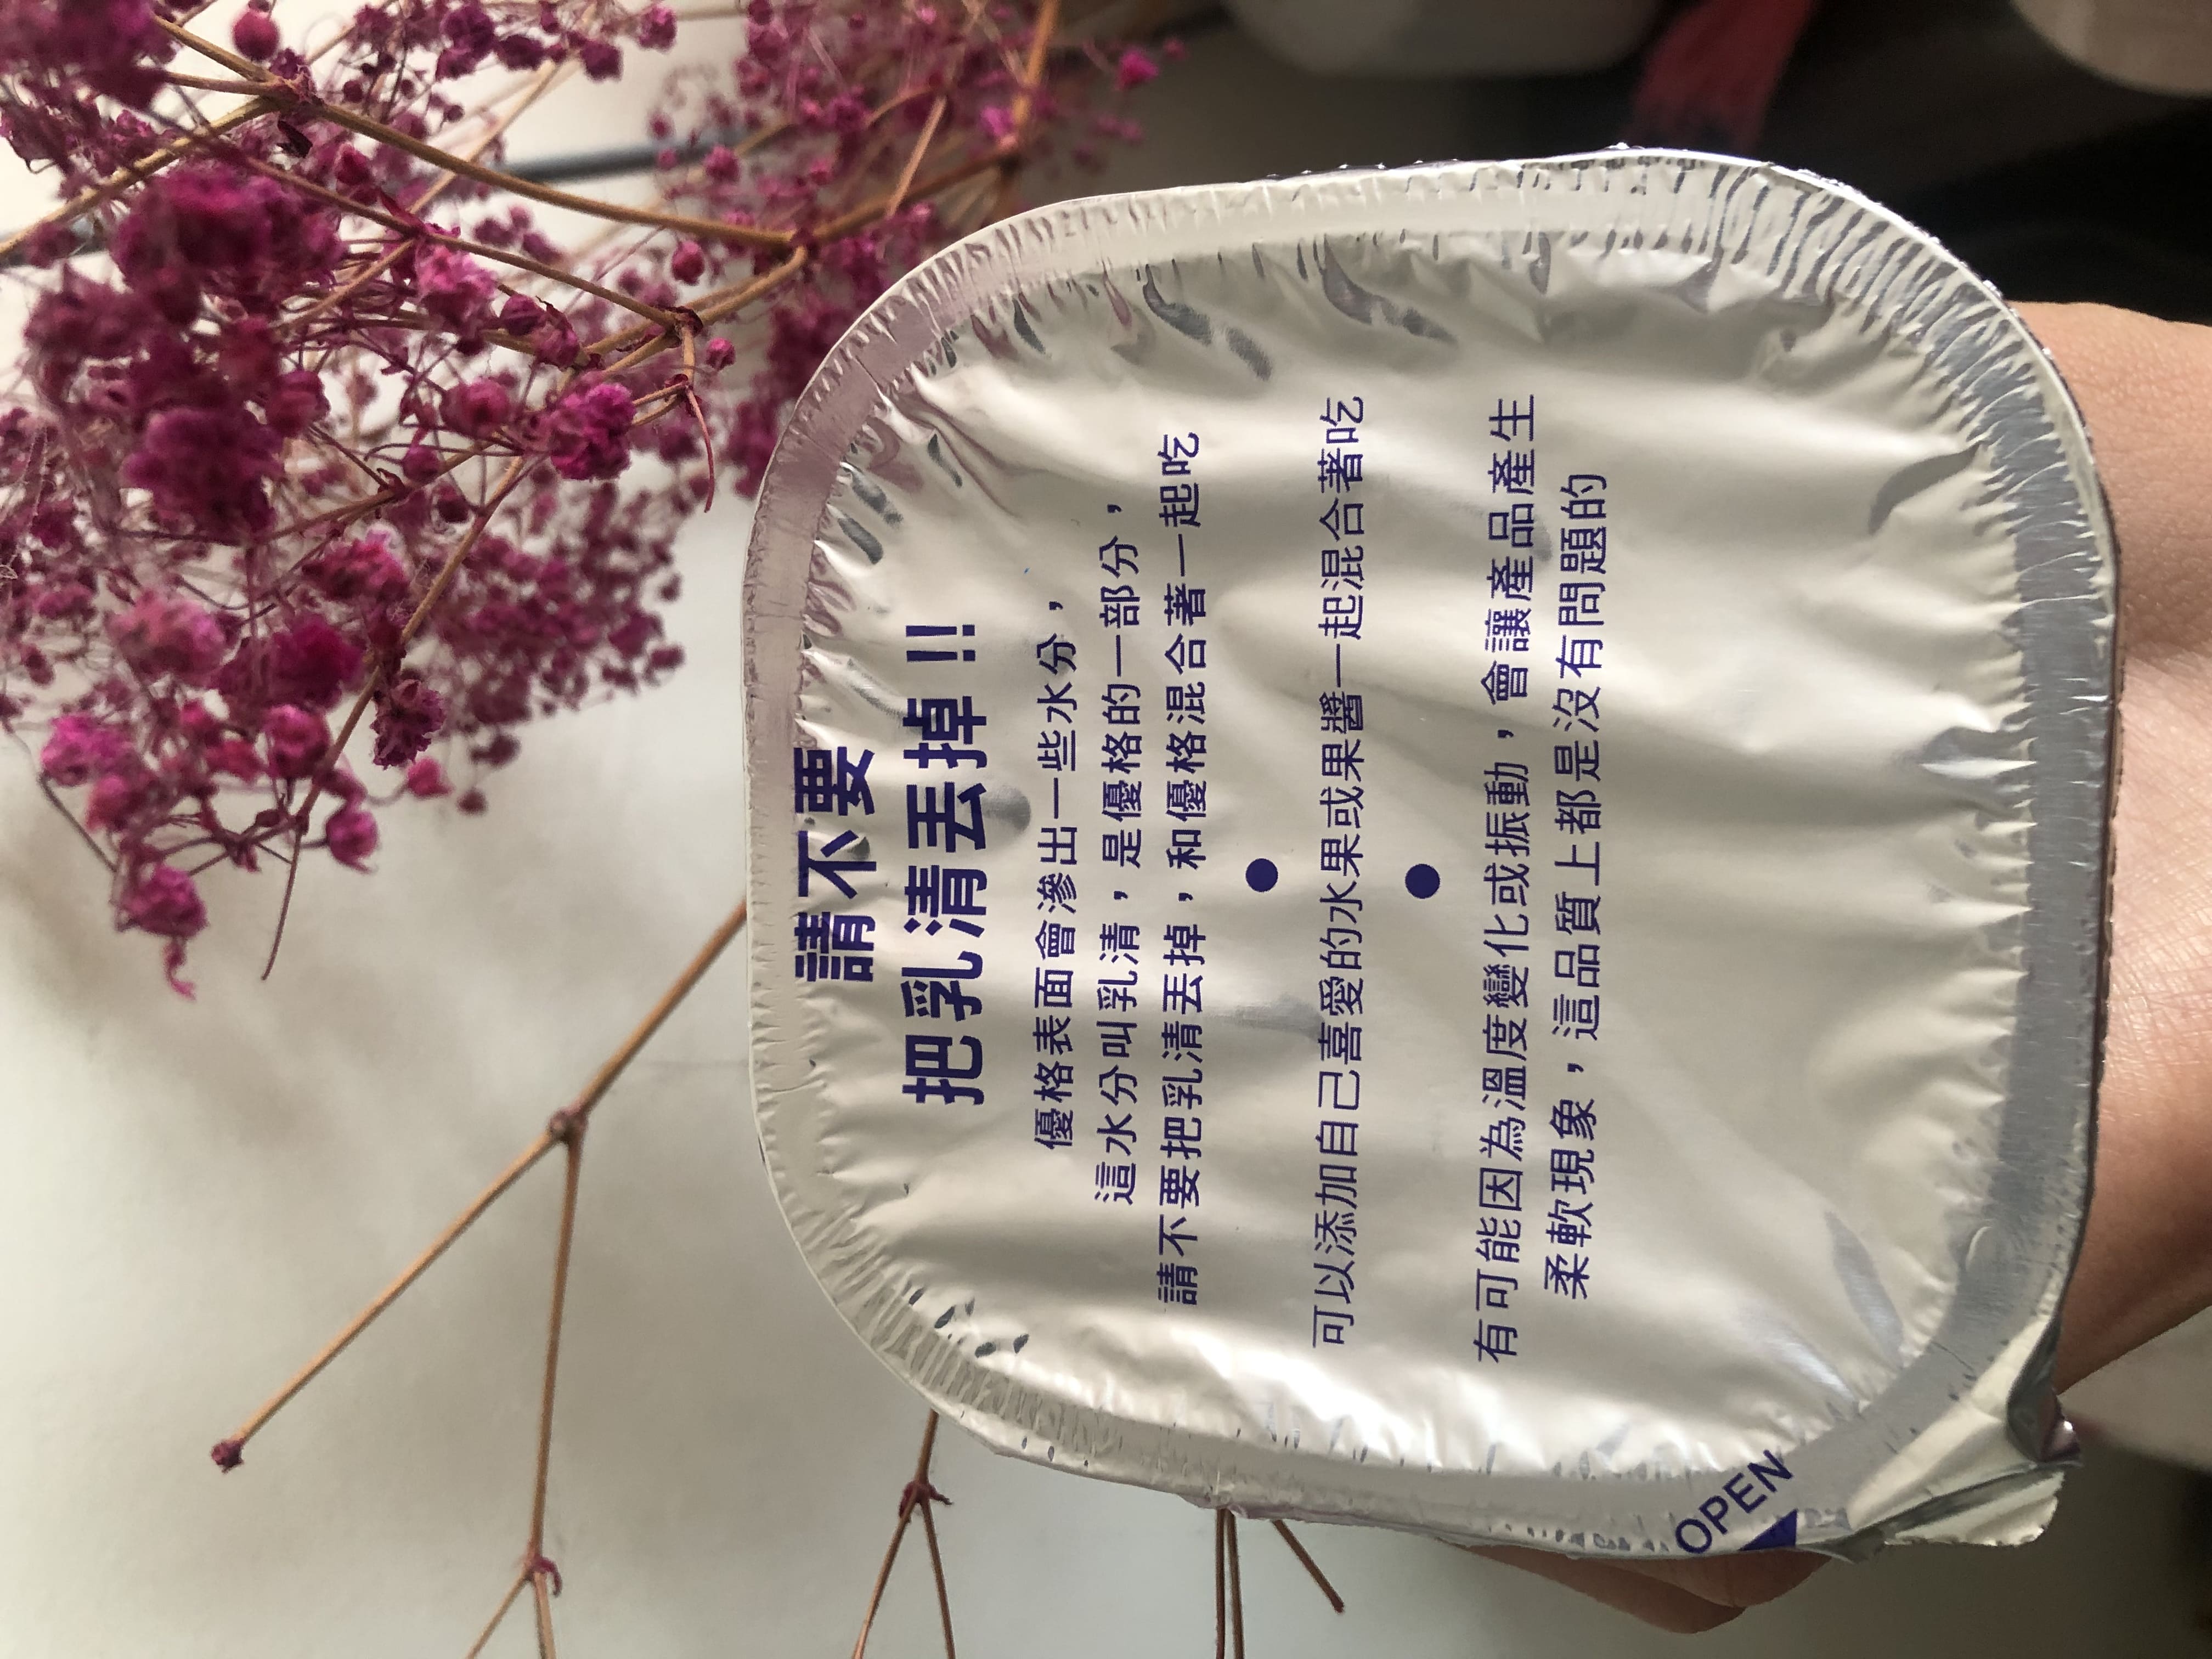 請不要
把乳清丟掉!!
優格表面會滲出一些水分，
這水分叫乳清，是優格的一部分，
請不要把乳清丟掉，和優格混合著一起吃
●
可以添加自己喜愛的水果或果醬一起混合著吃
●
有可能因為溫度變化或振動，會讓產品產生
柔軟現象，這品質上都是沒有問題的
OPEN